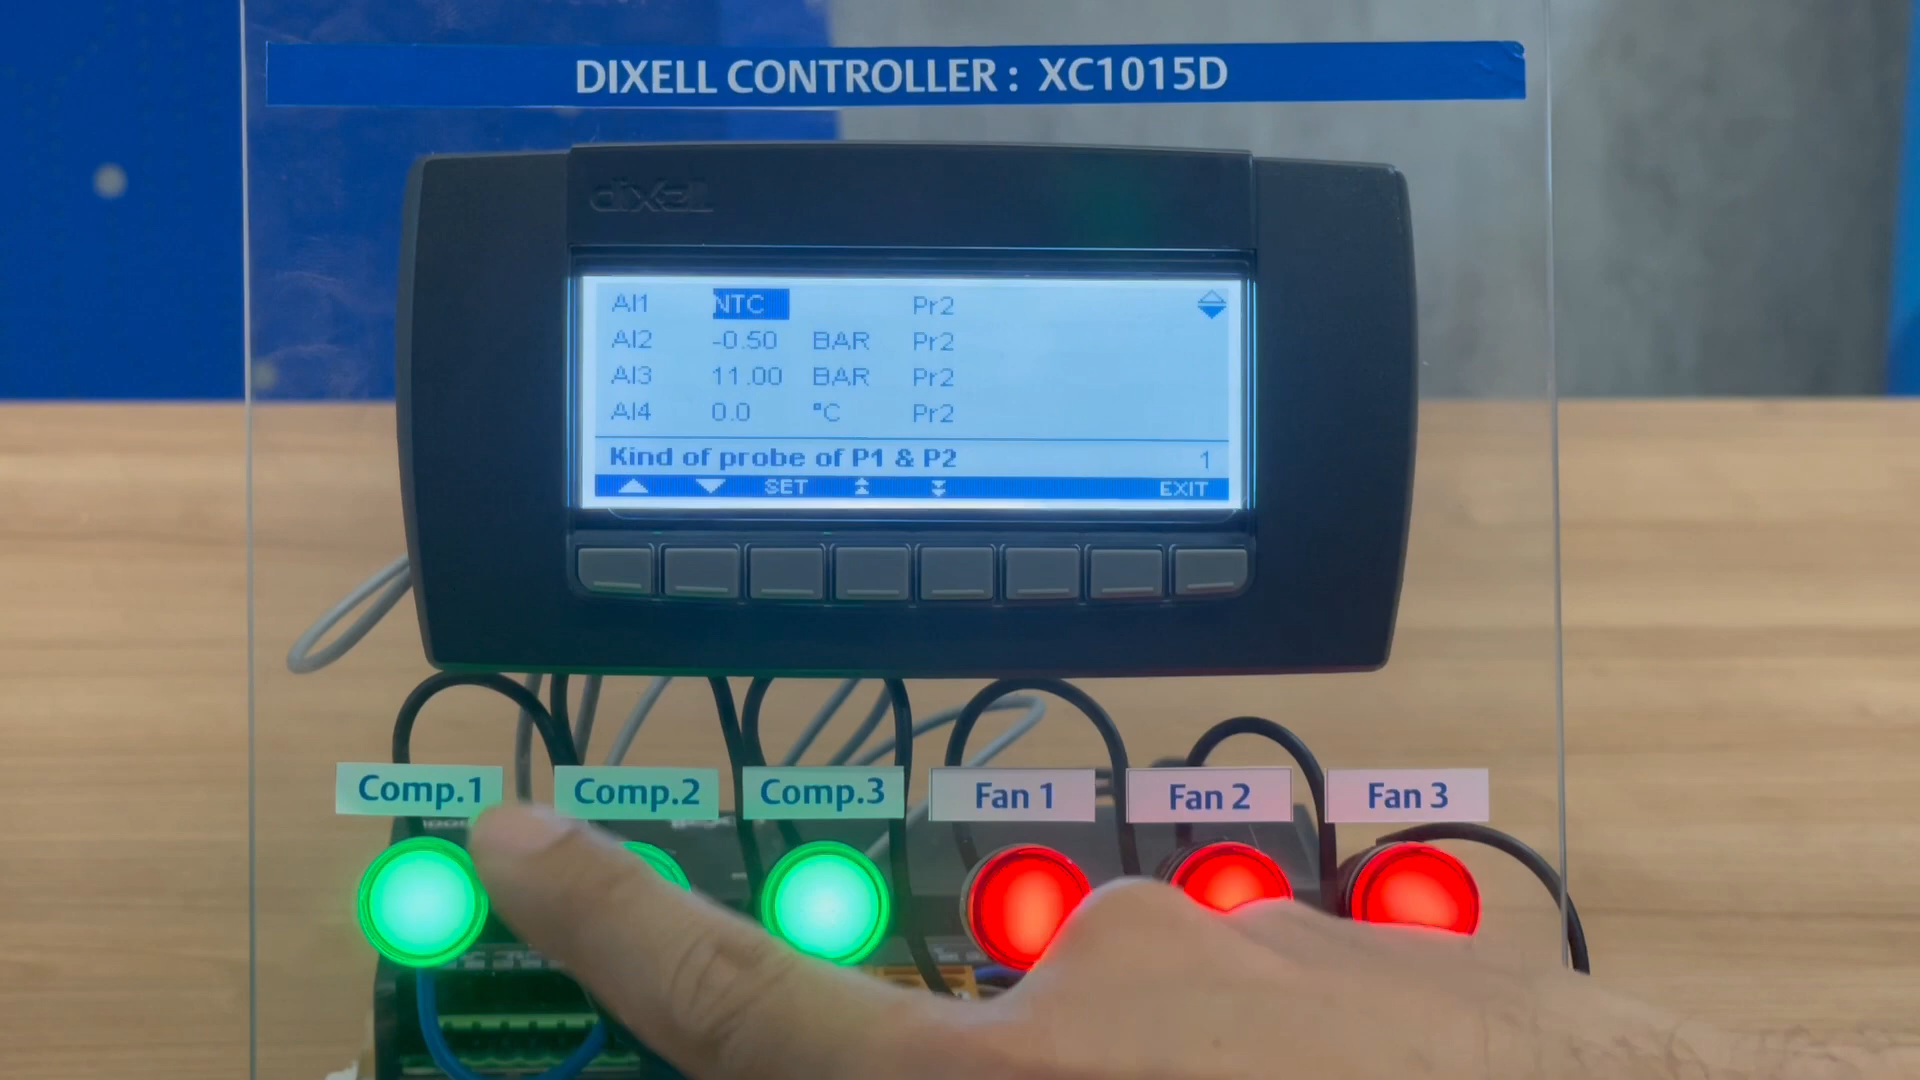 DIXELL CONTROLLER : XC1015D
dixell
AI1 NTC Pr2
AI2 -0.50 BAR Pr2
AI3 11.00 BAR Pr2
AI4 0.0 °C Pr2
Kind of probe of P1 & P2 1
SET EXIT
Comp.1 Comp.2 Comp.3 Fan 1 Fan 2 Fan 3